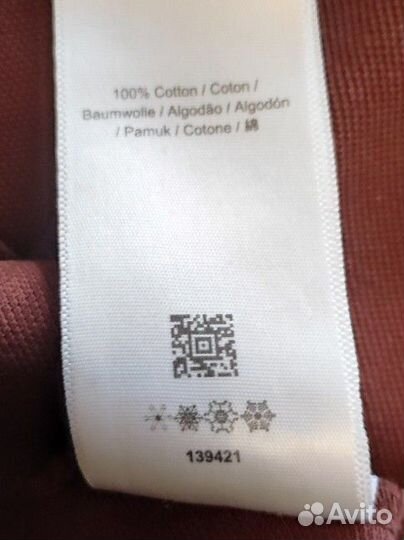 100% Cotton / Coton /
Baumwolle / Algodão / Algodón
/ Pamuk / Cotone / 綿
139421
Avito